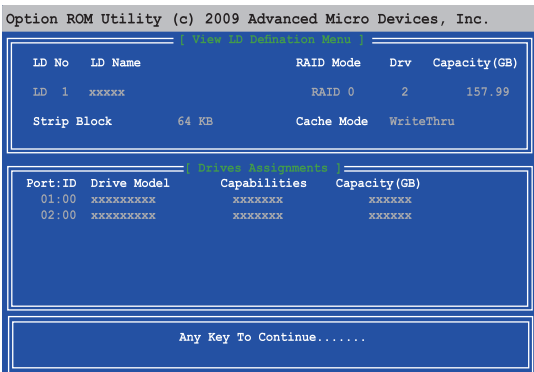 Option ROM Utility (c) 2009 Advanced Micro Devices, Inc.
[ View LD Defination Menu ]
LD No LD Name RAID Mode Drv Capacity(GB)
LD 1 xxxxx RAID 0 2 157.99
Strip Block 64 KB Cache Mode WriteThru
[ Drives Assignments ]
Port:ID Drive Model Capabilities Capacity(GB)
01:00 xxxxxxxxx xxxxxxx xxxxxx
02:00 xxxxxxxxx xxxxxxx xxxxxx
Any Key To Continue.......